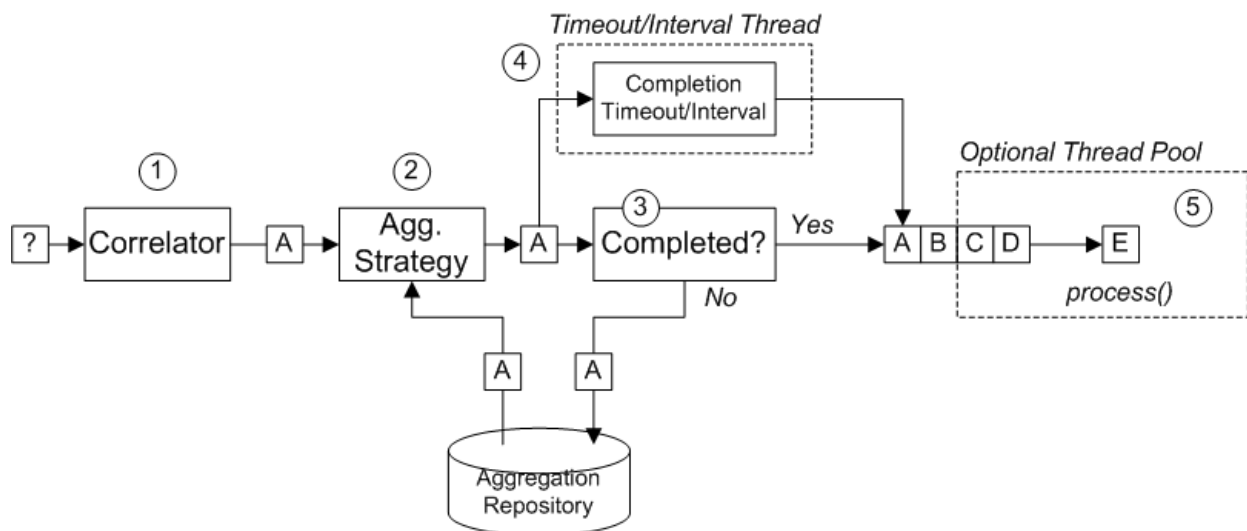 Timeout/Interval Thread
4
Completion
Timeout/Interval
Optional Thread Pool
1
2
3
5
?
Correlator
A
Agg.
Strategy
A
Completed?
Yes
A B C D
E
process()
No
A
A
Aggregation
Repository